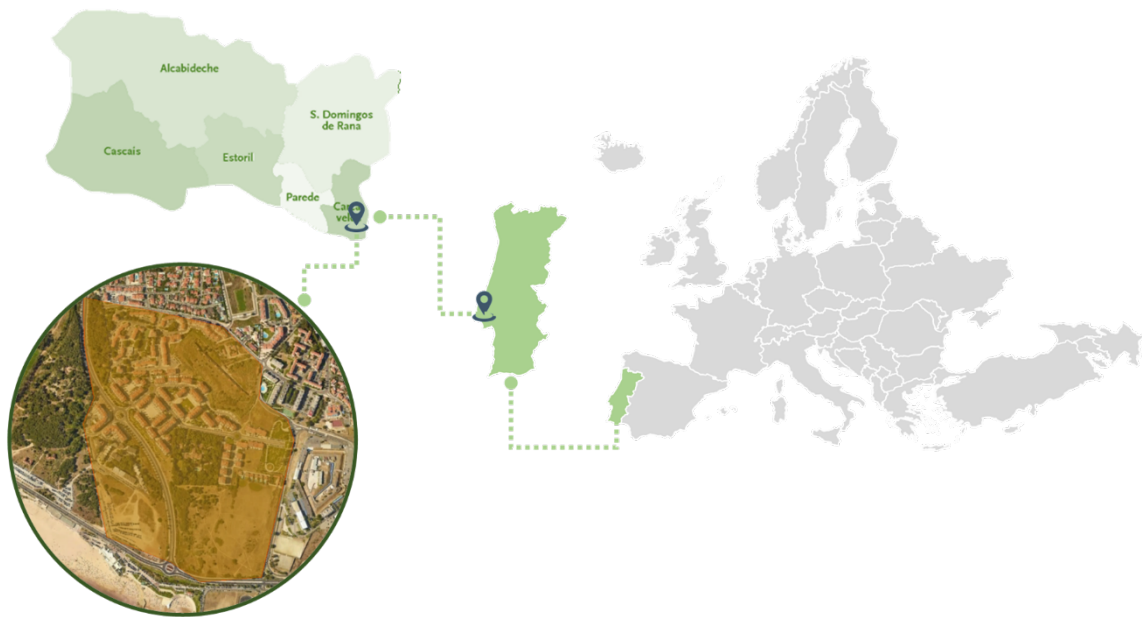 Alcabideche
S. Domingos
de Rana
Cascais
Estoril
Parede